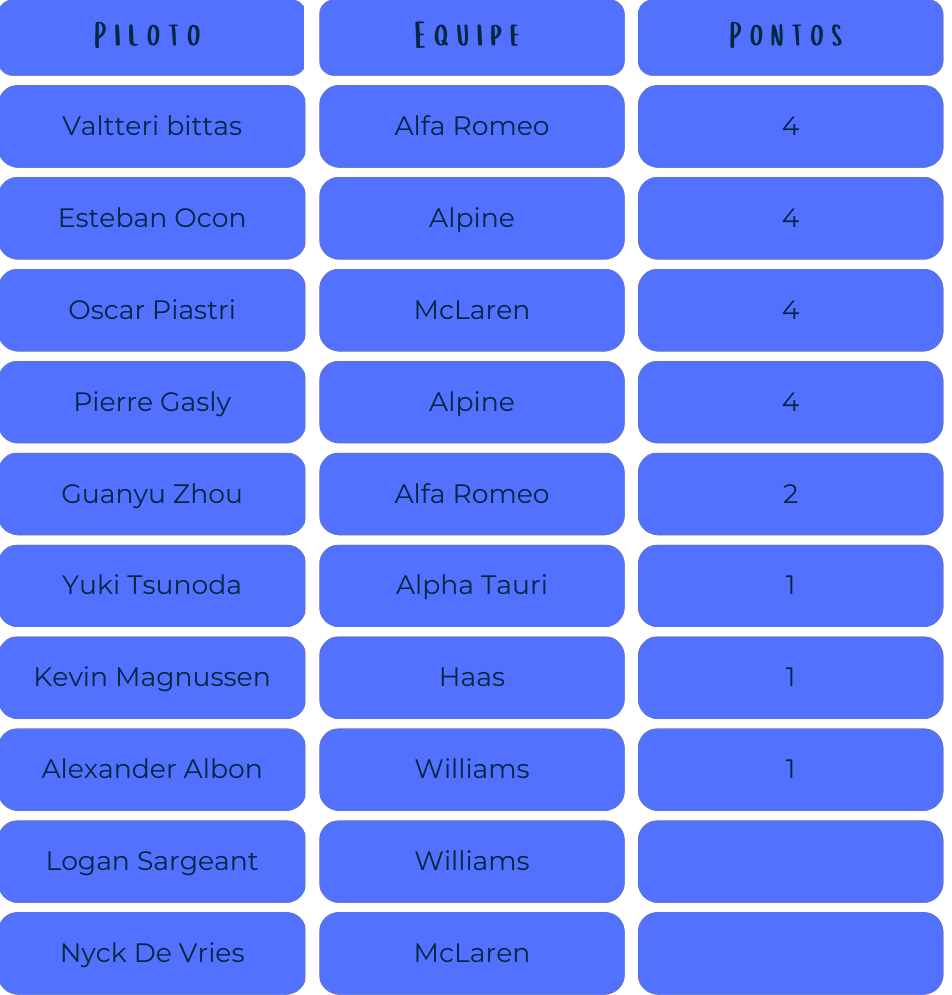 Piloto Equipe Pontos
Valtteri bittas Alfa Romeo 4
Esteban Ocon Alpine 4
Oscar Piastri McLaren 4
Pierre Gasly Alpine 4
Guanyu Zhou Alfa Romeo 2
Yuki Tsunoda Alpha Tauri 1
Kevin Magnussen Haas 1
Alexander Albon Williams 1
Logan Sargeant Williams
Nyck De Vries McLaren